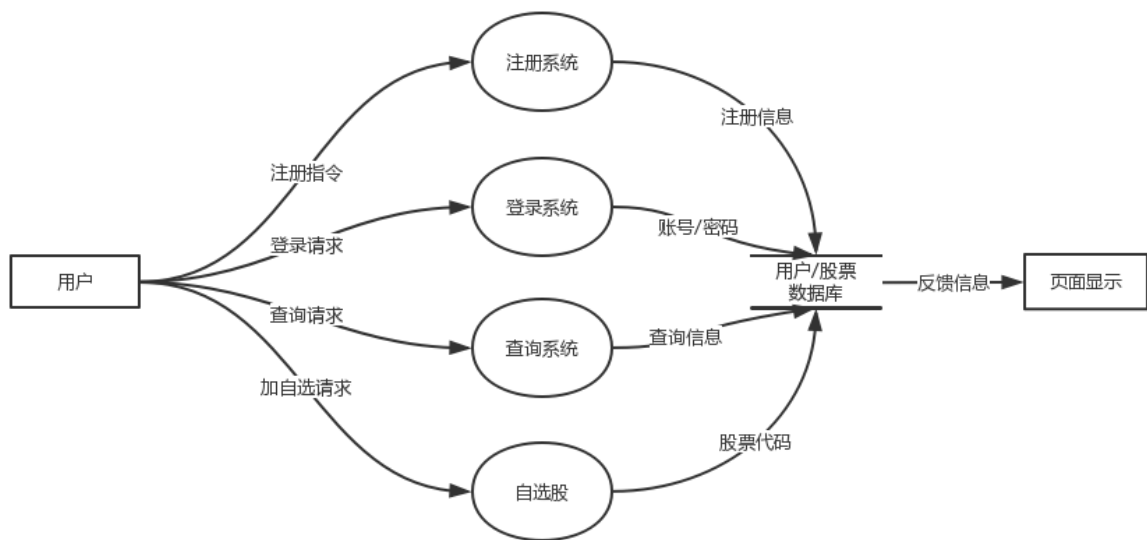 注册系统
注册信息
注册指令
登录系统
账号/密码
登录请求
用户
用户/股票
数据库
反馈信息
页面显示
查询请求
查询信息
查询系统
加自选请求
股票代码
自选股